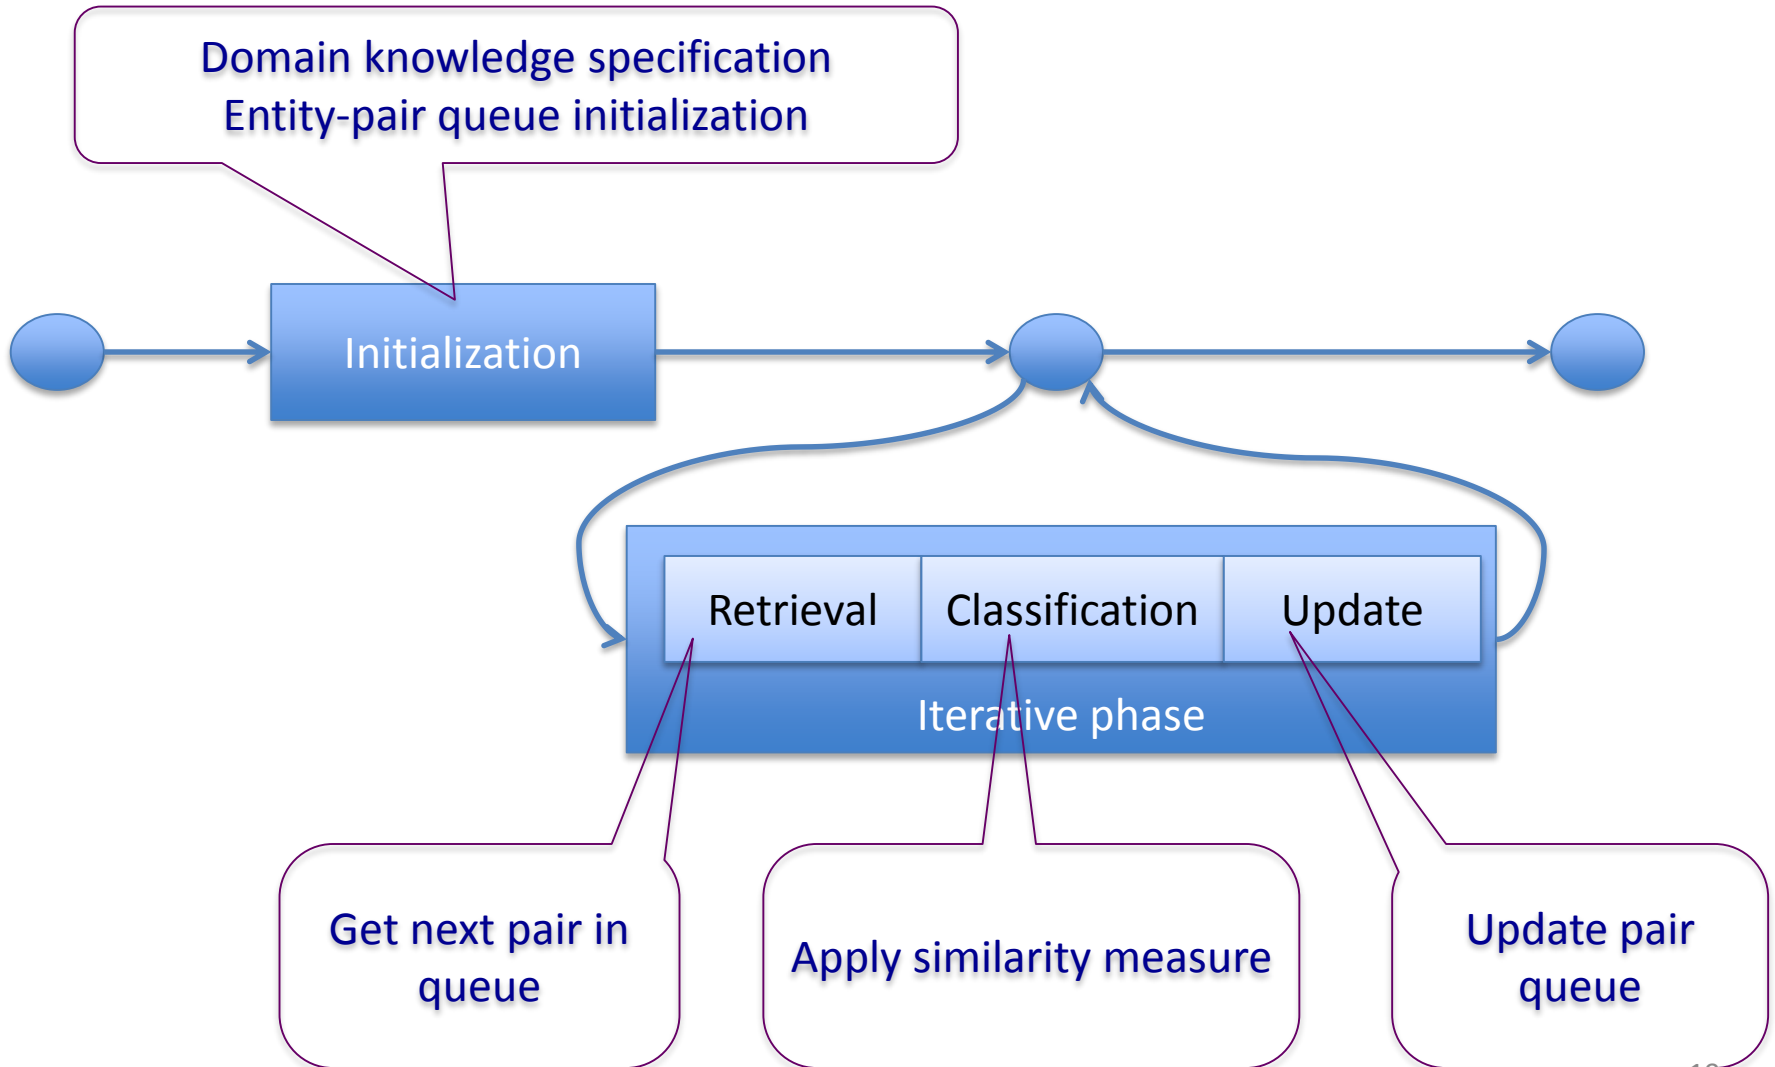 Domain knowledge specification
Entity-pair queue initialization
Initialization
Retrieval
Classification
Update
Iterative phase
Get next pair in
queue
Apply similarity measure
Update pair
queue